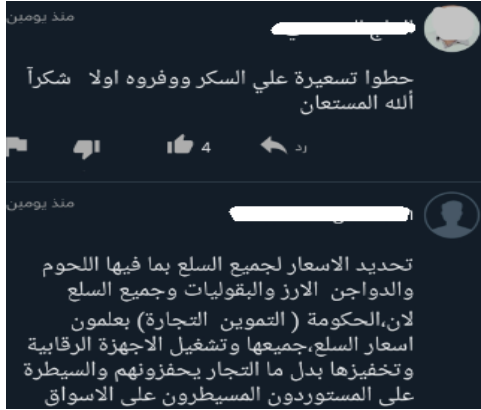 منذ يومين
حطوا تسعيرة علي السكر ووفروه اولا شكرآ
ألله المستعان
4 رد
منذ يومين
تحديد الاسعار لجميع السلع بما فيها اللحوم
والدواجن الارز والبقوليات وجميع السلع
لان،الحكومة ( التموين التجارة) بعلمون
اسعار السلع،جميعها وتشغيل الاجهزة الرقابية
وتخفيزها بدل ما التجار يحفزونهم والسيطرة
على المستوردون المسيطرون على الاسواق